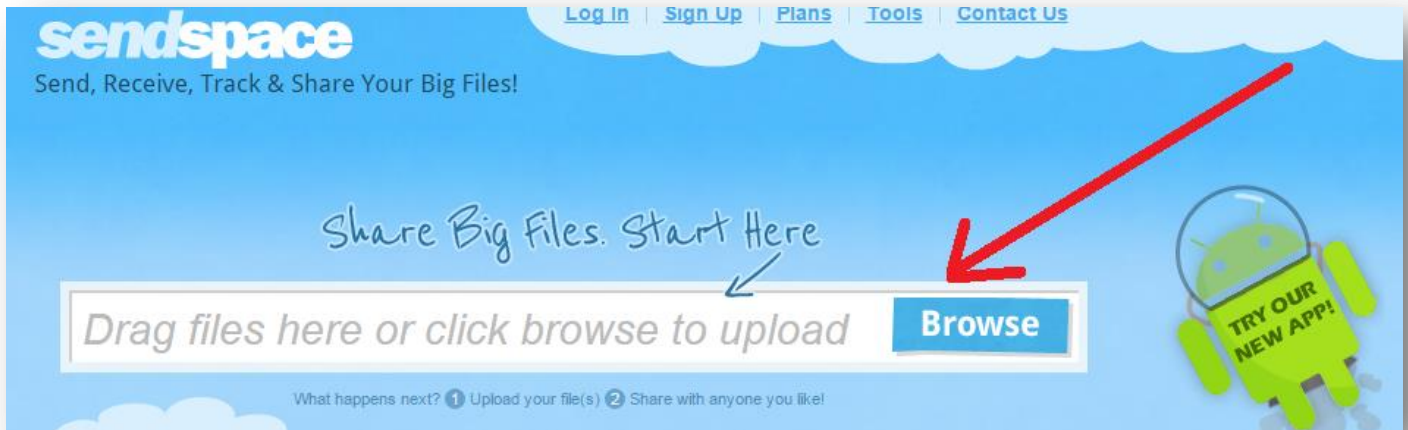 Log In | Sign Up | Plans | Tools | Contact Us
sendspace
Send, Receive, Track & Share Your Big Files!
Share Big Files. Start Here
Drag files here or click browse to upload
Browse
TRY OUR
NEW APP!
What happens next? 1 Upload your file(s) 2 Share with anyone you like!